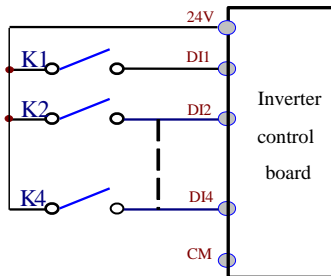 24V
K1
DI1
K2
DI2
Inverter
control
board
K4
DI4
CM